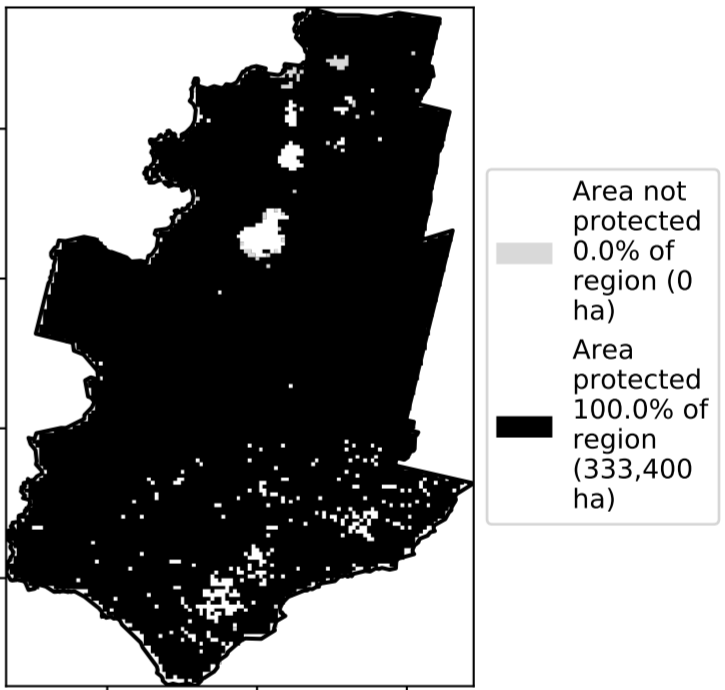 Area not
protected
0.0% of
region (0
ha)
Area
protected
100.0% of
region
(333,400
ha)